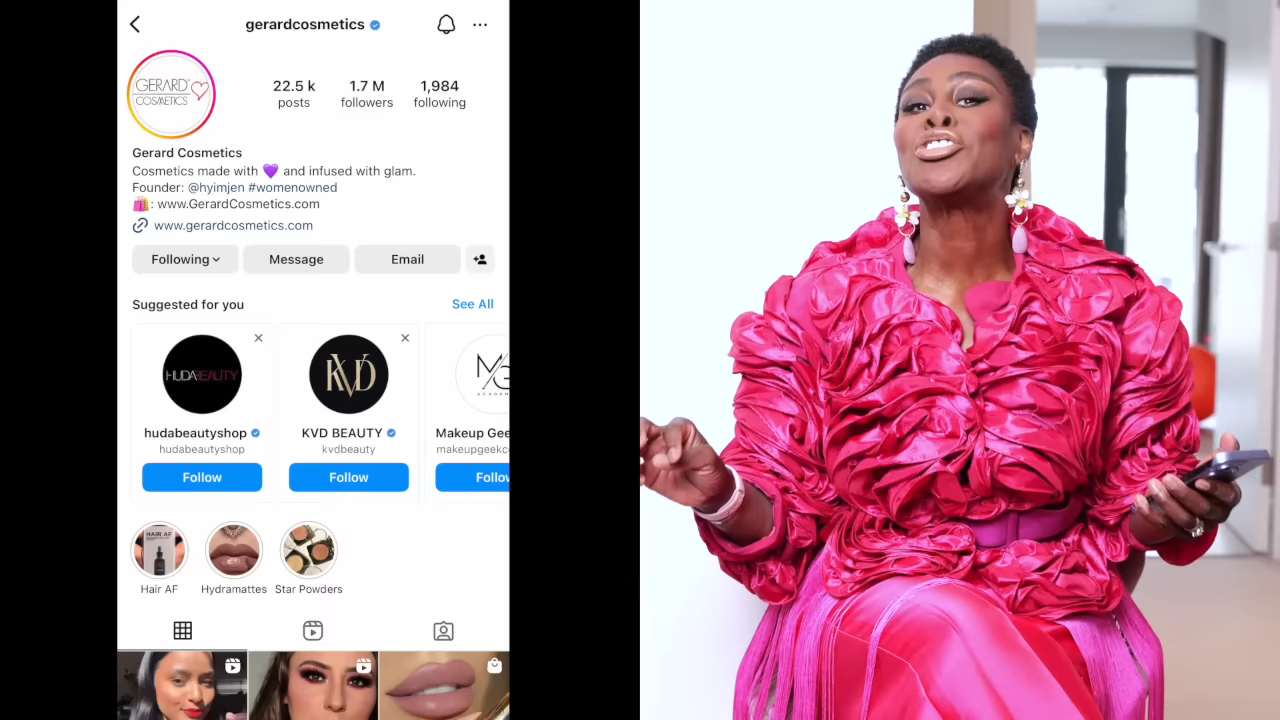 gerardcosmetics
GERARD
COSMETICS
22.5 k
posts
1.7 M
followers
1,984
following
Gerard Cosmetics
Cosmetics made with 💜 and infused with glam.
Founder: @hyimjen #womenowned
🛍️: www.GerardCosmetics.com
www.gerardcosmetics.com
Following
Message
Email
Suggested for you
See All
HUDABEAUTY
KVD
hudabeautyshop
hudabeautyshop
Follow
KVD BEAUTY
kvdbeauty
Follow
Makeup Gee
makeupgeekc
Follow
HAIR AF
Hair AF
Hydramattes
Star Powders